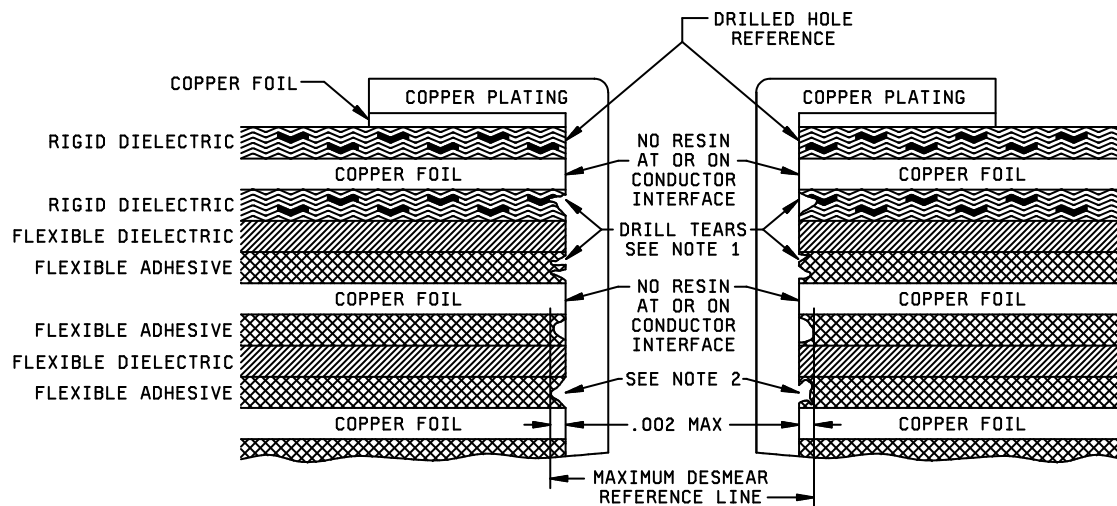 DRILLED HOLE
REFERENCE
COPPER FOIL
COPPER PLATING
COPPER PLATING
RIGID DIELECTRIC
NO RESIN
AT OR ON
CONDUCTOR
INTERFACE
COPPER FOIL
COPPER FOIL
RIGID DIELECTRIC
FLEXIBLE DIELECTRIC
DRILL TEARS
SEE NOTE 1
FLEXIBLE ADHESIVE
COPPER FOIL
NO RESIN
AT OR ON
CONDUCTOR
INTERFACE
COPPER FOIL
FLEXIBLE ADHESIVE
FLEXIBLE DIELECTRIC
FLEXIBLE ADHESIVE
SEE NOTE 2
COPPER FOIL
.002 MAX
COPPER FOIL
MAXIMUM DESMEAR
REFERENCE LINE